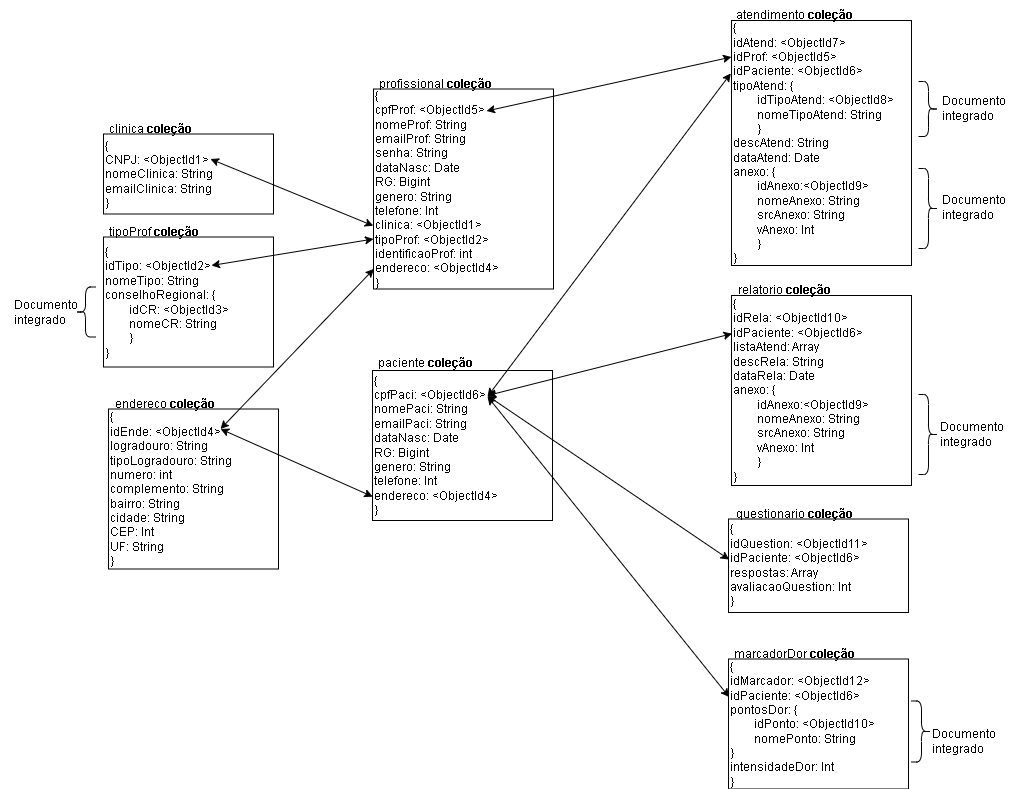 clinica coleção
{
CNPJ: <ObjectId1>
nomeClinica: String
emailClinica: String
}
tipoProf coleção
{
idTipo: <ObjectId2>
nomeTipo: String
conselhoRegional: {
idCR: <ObjectId3>
nomeCR: String
}
}
Documento
integrado
endereco coleção
{
idEnde: <ObjectId4>
logradouro: String
tipoLogradouro: String
numero: int
complemento: String
bairro: String
cidade: String
CEP: Int
UF: String
}
profissional coleção
{
cpfProf: <ObjectId5>
nomeProf: String
emailProf: String
senha: String
dataNasc: Date
RG: Bigint
genero: String
telefone: Int
clinica: <ObjectId1>
tipoProf: <ObjectId2>
identificaoProf: int
endereco: <ObjectId4>
}
paciente coleção
{
cpfPaci: <ObjectId6>
nomePaci: String
emailPaci: String
dataNasc: Date
RG: Bigint
genero: String
telefone: Int
endereco: <ObjectId4>
}
atendimento coleção
{
idAtend: <ObjectId7>
idProf: <ObjectId5>
idPaciente: <ObjectId6>
tipoAtend: {
idTipoAtend: <ObjectId8>
nomeTipoAtend: String
}
descAtend: String
dataAtend: Date
anexo: {
idAnexo:<ObjectId9>
nomeAnexo: String
srcAnexo: String
vAnexo: Int
}
}
Documento
integrado
Documento
integrado
relatorio coleção
{
idRela: <ObjectId10>
idPaciente: <ObjectId6>
listaAtend: Array
descRela: String
dataRela: Date
anexo: {
idAnexo:<ObjectId9>
nomeAnexo: String
srcAnexo: String
vAnexo: Int
}
}
Documento
integrado
questionario coleção
{
idQuestion: <ObjectId11>
idPaciente: <ObjectId6>
respostas: Array
avaliacaoQuestion: Int
}
marcadorDor coleção
{
idMarcador: <ObjectId12>
idPaciente: <ObjectId6>
pontosDor: {
idPonto: <ObjectId10>
nomePonto: String
}
intensidadeDor: Int
}
Documento
integrado